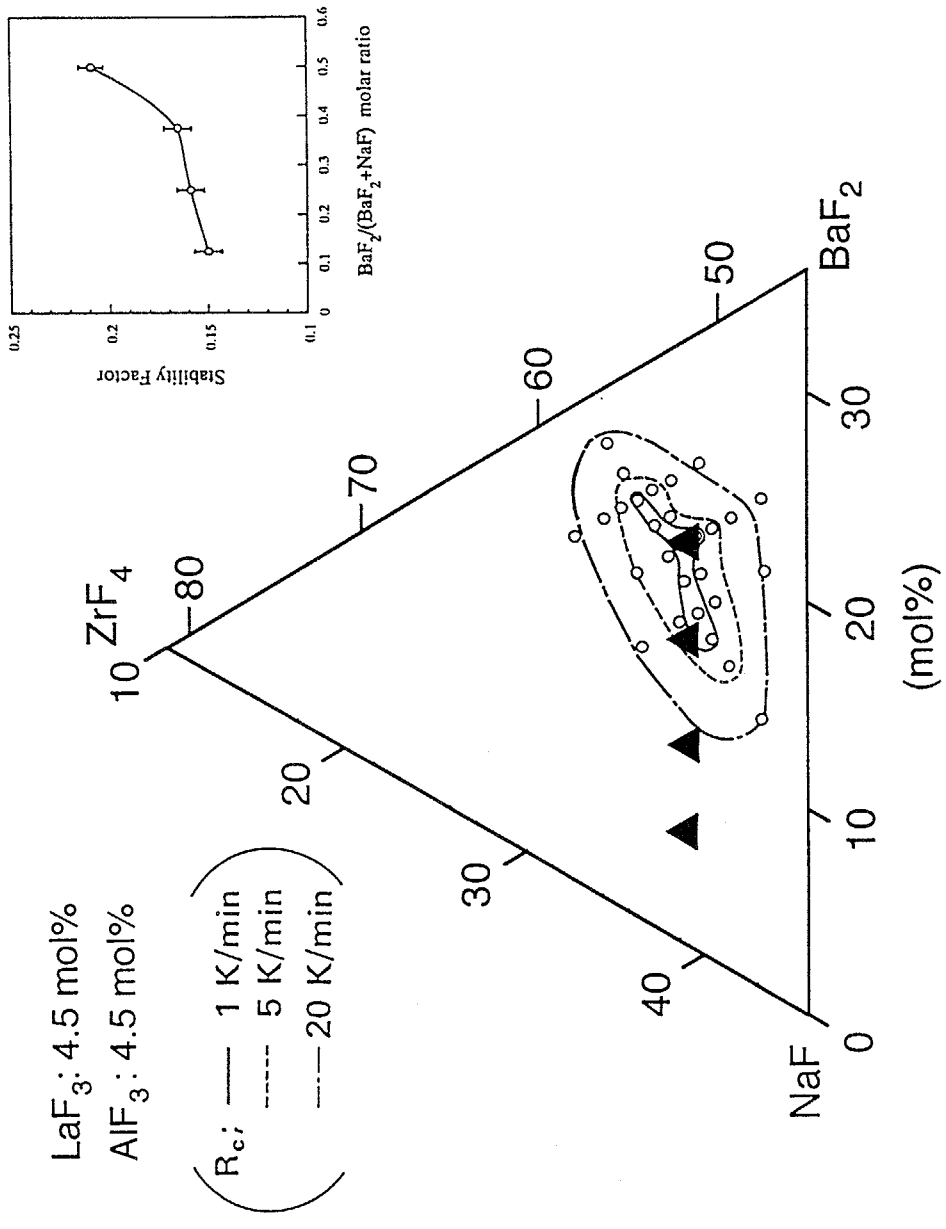 LaF3: 4.5 mol%
AlF3: 4.5 mol%
Rc; 1 K/min
5 K/min
20 K/min
ZrF4
10
20
30
40
80
70
60
50
NaF
BaF2
0
10
20
30
(mol%)
0.25
0.2
0.15
0.1
Stability Factor
0
0.1
0.2
0.3
0.4
0.5
0.6
BaF2/(BaF2+NaF) molar ratio